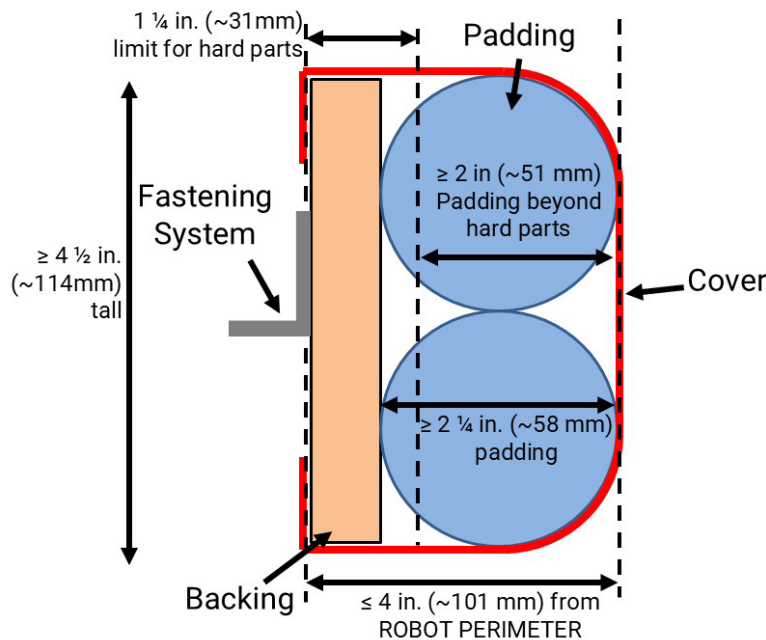 1 ¼ in. (~31mm)
limit for hard parts
Padding
≥ 2 in (~51 mm)
Padding beyond
hard parts
Fastening
System
≥ 4 ½ in.
(~114mm)
tall
Cover
≥ 2 ¼ in. (~58 mm)
padding
Backing
≤ 4 in. (~101 mm) from
ROBOT PERIMETER